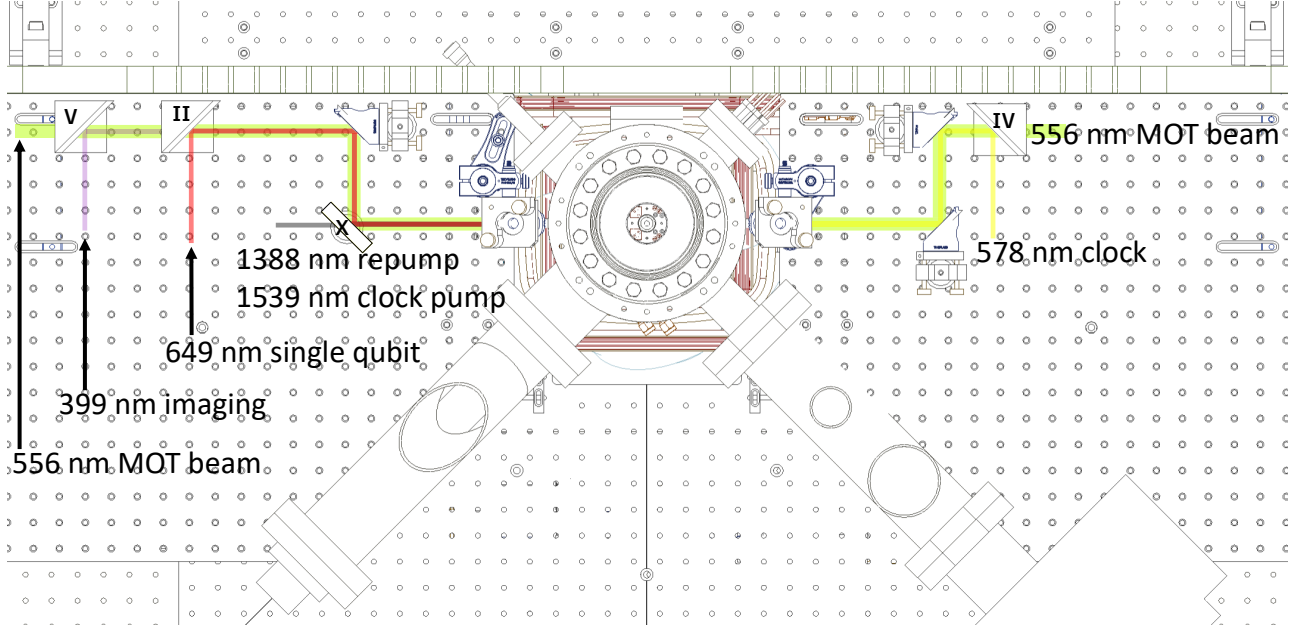 V
II
IV
556 nm MOT beam
X
578 nm clock
1388 nm repump
1539 nm clock pump
649 nm single qubit
399 nm imaging
556 nm MOT beam